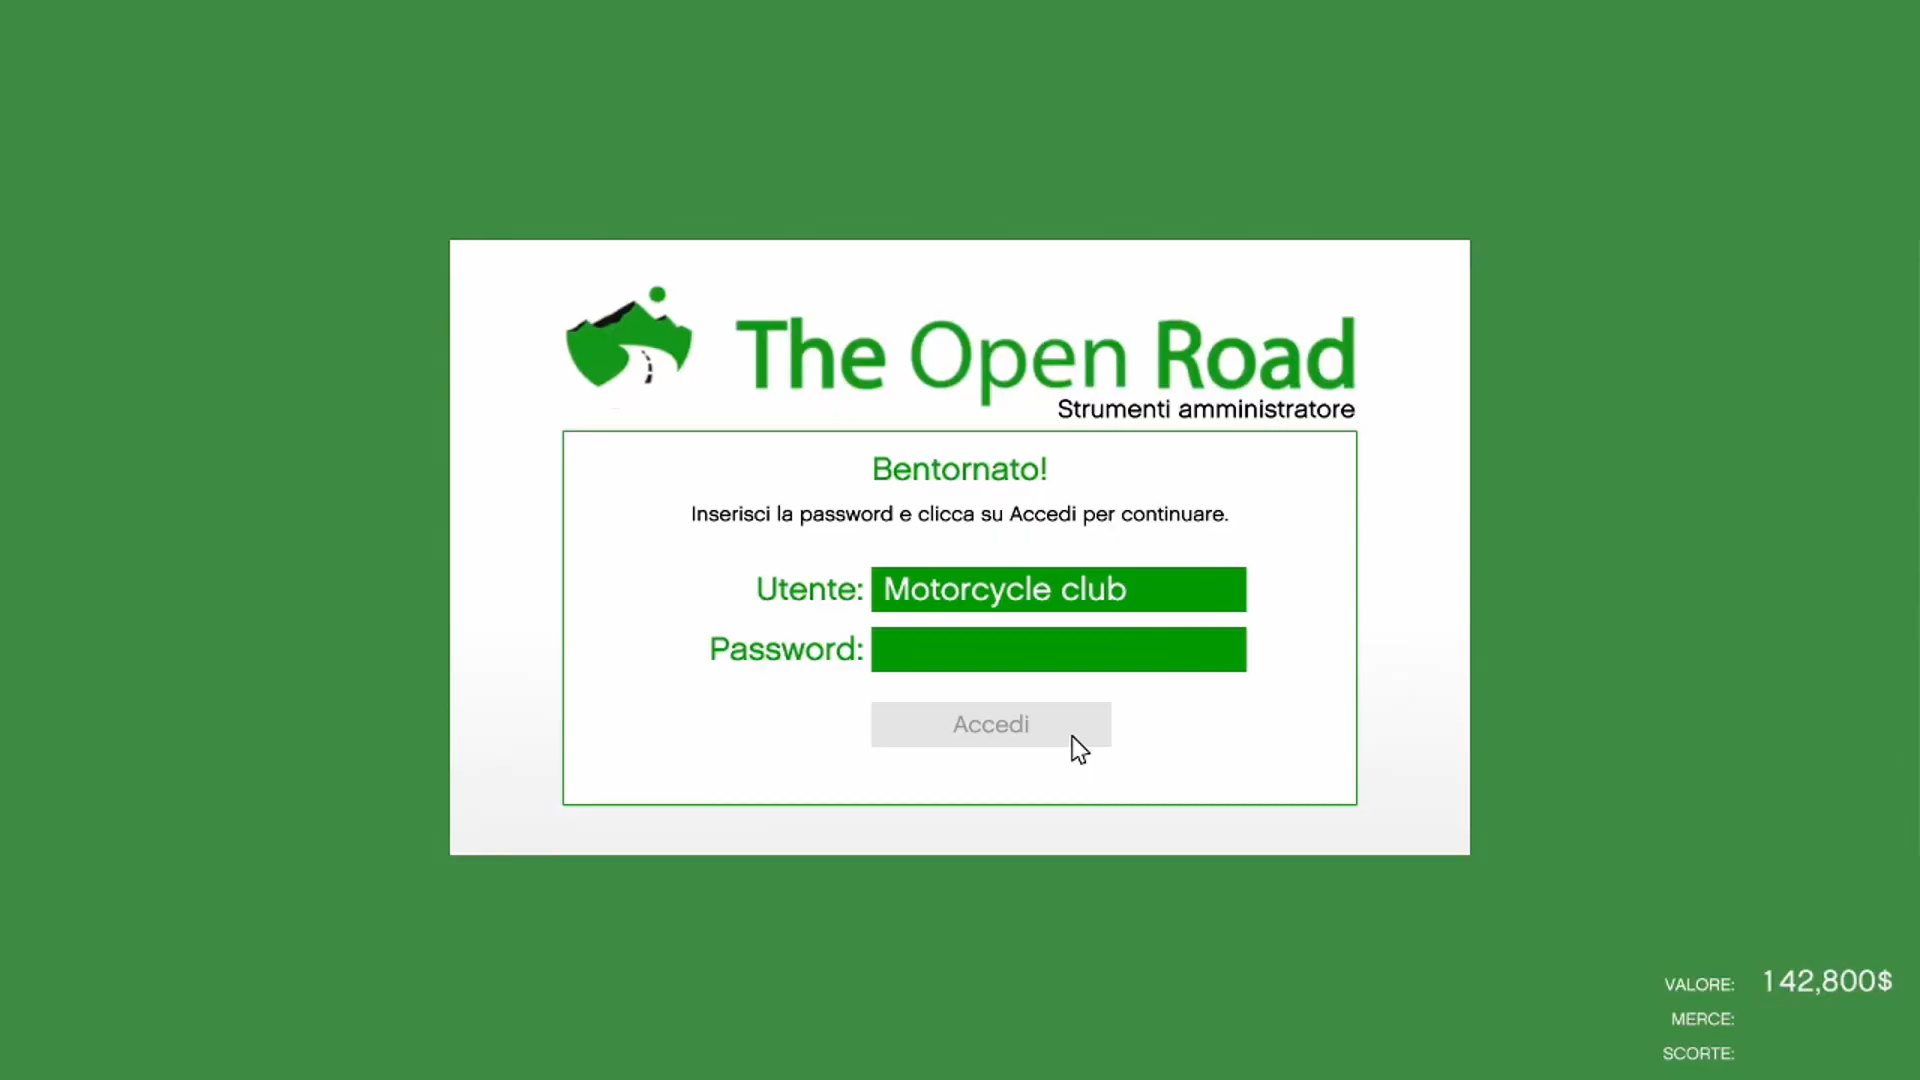 The Open Road
Strumenti amministratore
Bentornato!
Inserisci la password e clicca su Accedi per continuare.
Utente: Motorcycle club
Password:
Accedi
VALORE: 142,800$
MERCE:
SCORTE: